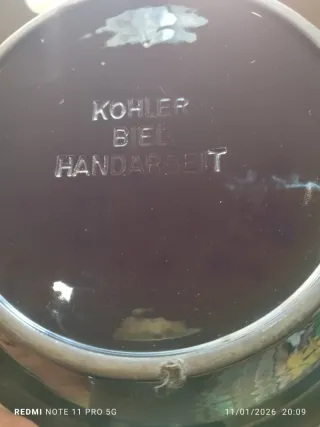 KOHLER
BIEL
HANDARBEIT
REDMI NOTE 11 PRO 5G
11/01/2026 20:09